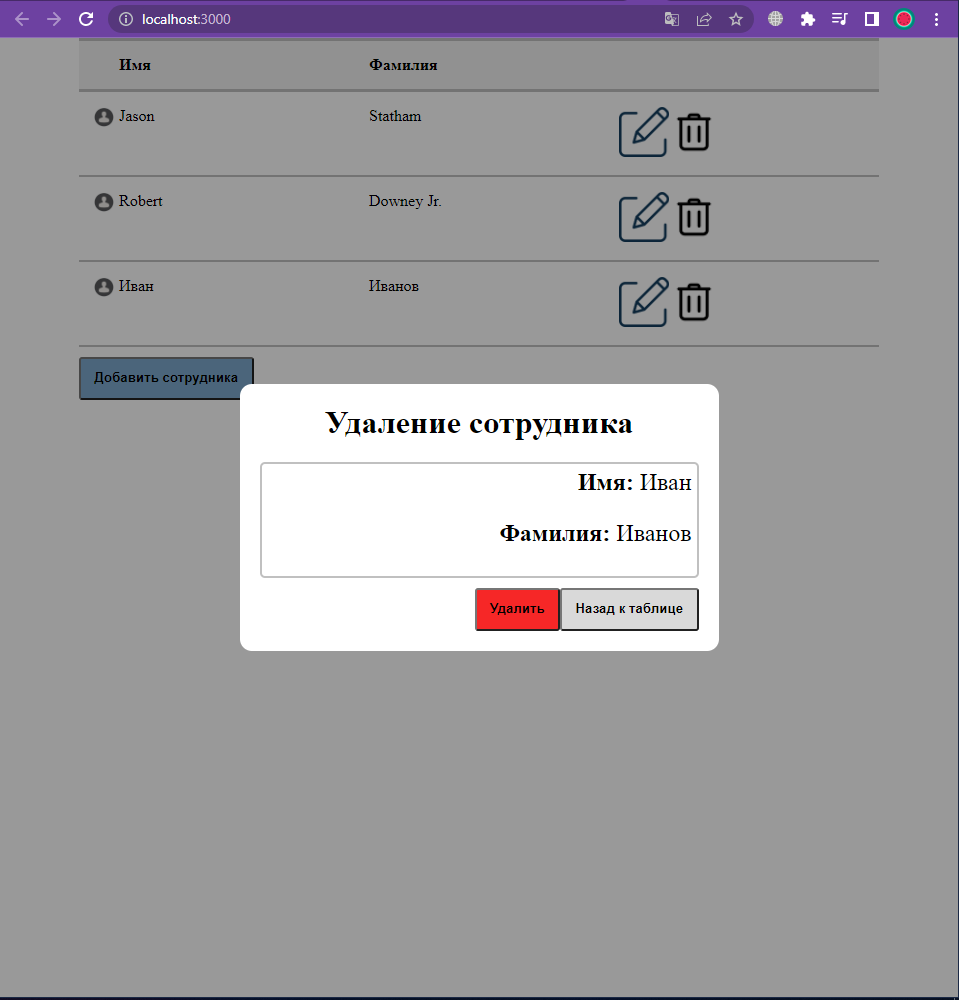 localhost:3000
Имя Фамилия
Jason Statham
Robert Downey Jr.
Иван Иванов
Добавить сотрудника
Удаление сотрудника
Имя: Иван
Фамилия: Иванов
Удалить Назад к таблице